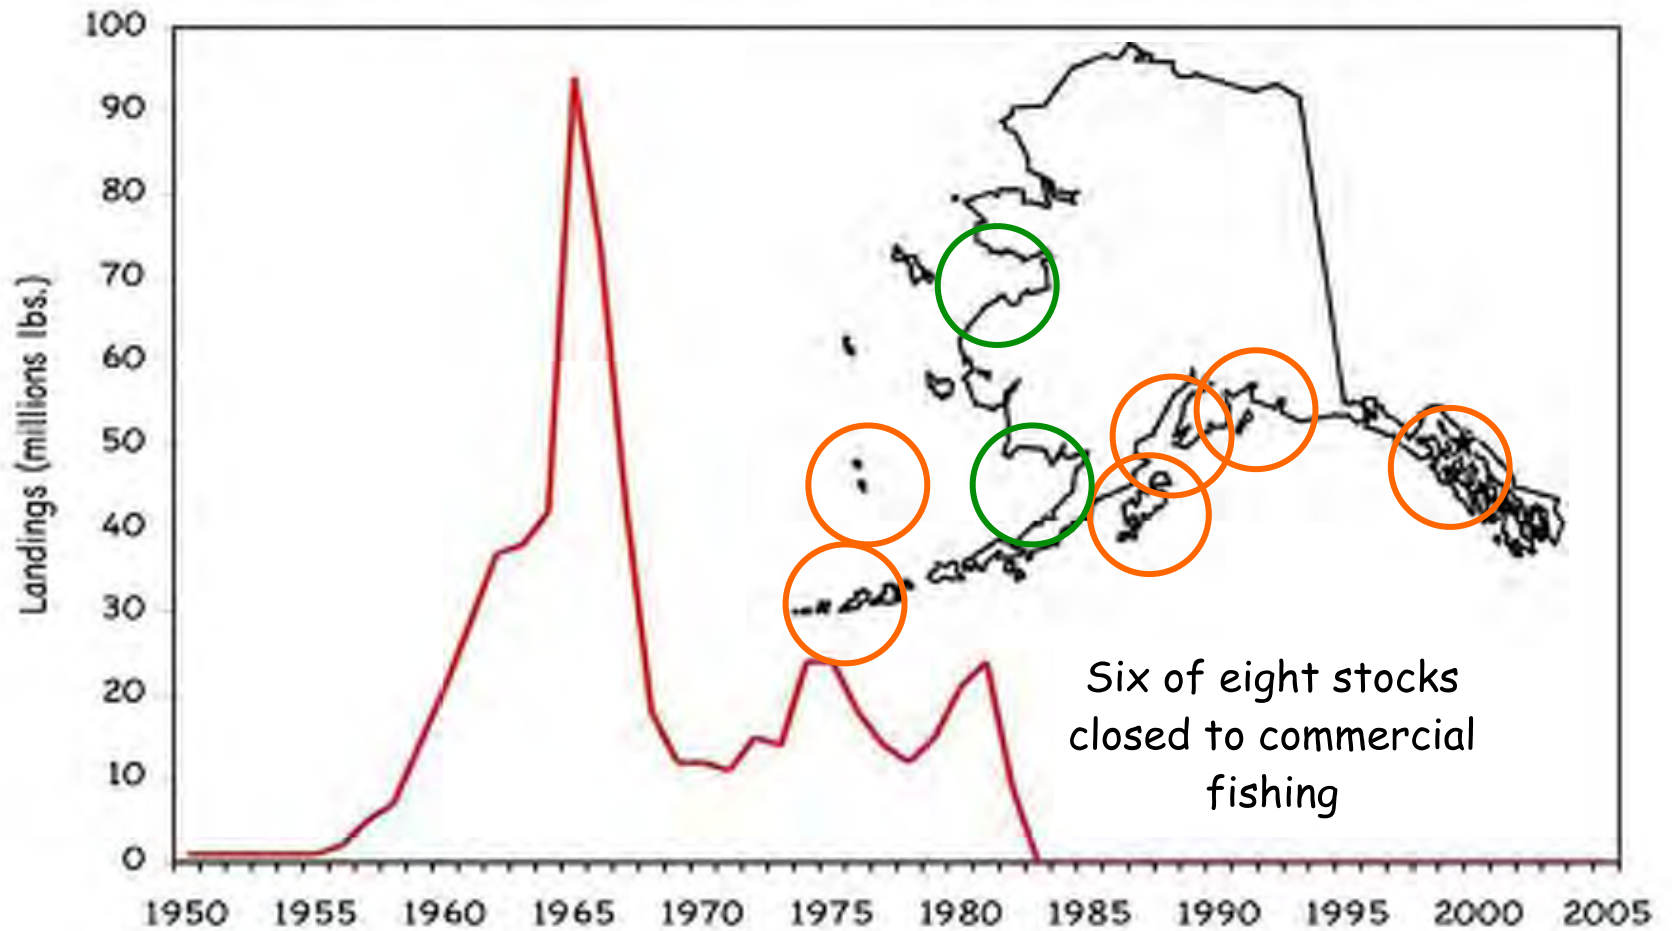 100
90
80
70
60
50
40
30
20
10
0
Landings (millions lbs.)
Six of eight stocks
closed to commercial
fishing
1950 1955 1960 1965 1970 1975 1980 1985 1990 1995 2000 2005